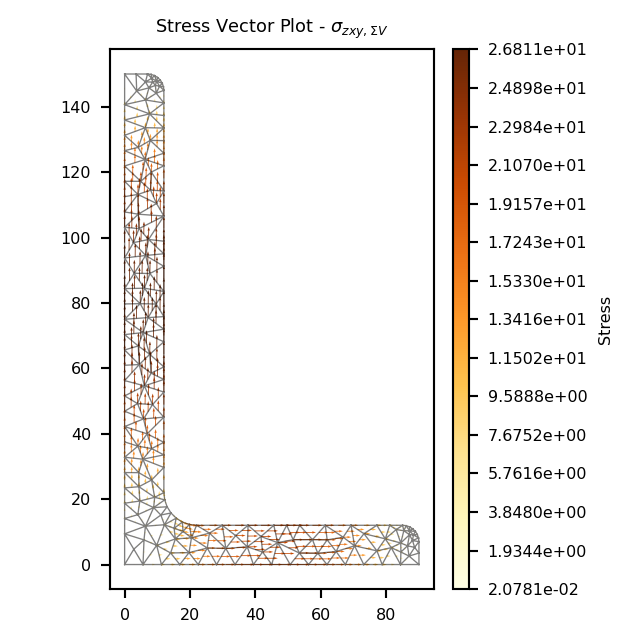 Stress Vector Plot - σzxy, ΣV
2.6811e+01
2.4898e+01
2.2984e+01
2.1070e+01
1.9157e+01
1.7243e+01
1.5330e+01
1.3416e+01
1.1502e+01
9.5888e+00
7.6752e+00
5.7616e+00
3.8480e+00
1.9344e+00
2.0781e-02
Stress
140
120
100
80
60
40
20
0
0 20 40 60 80